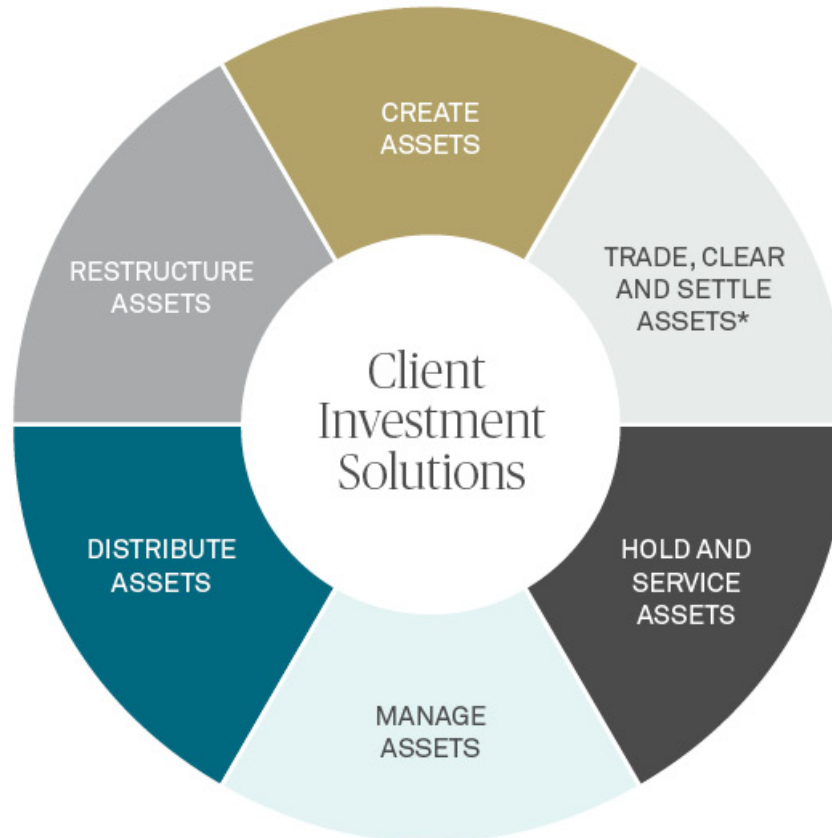 CREATE
ASSETS
TRADE, CLEAR
AND SETTLE
ASSETS*
HOLD AND
SERVICE
ASSETS
MANAGE
ASSETS
DISTRIBUTE
ASSETS
RESTRUCTURE
ASSETS
Client
Investment
Solutions